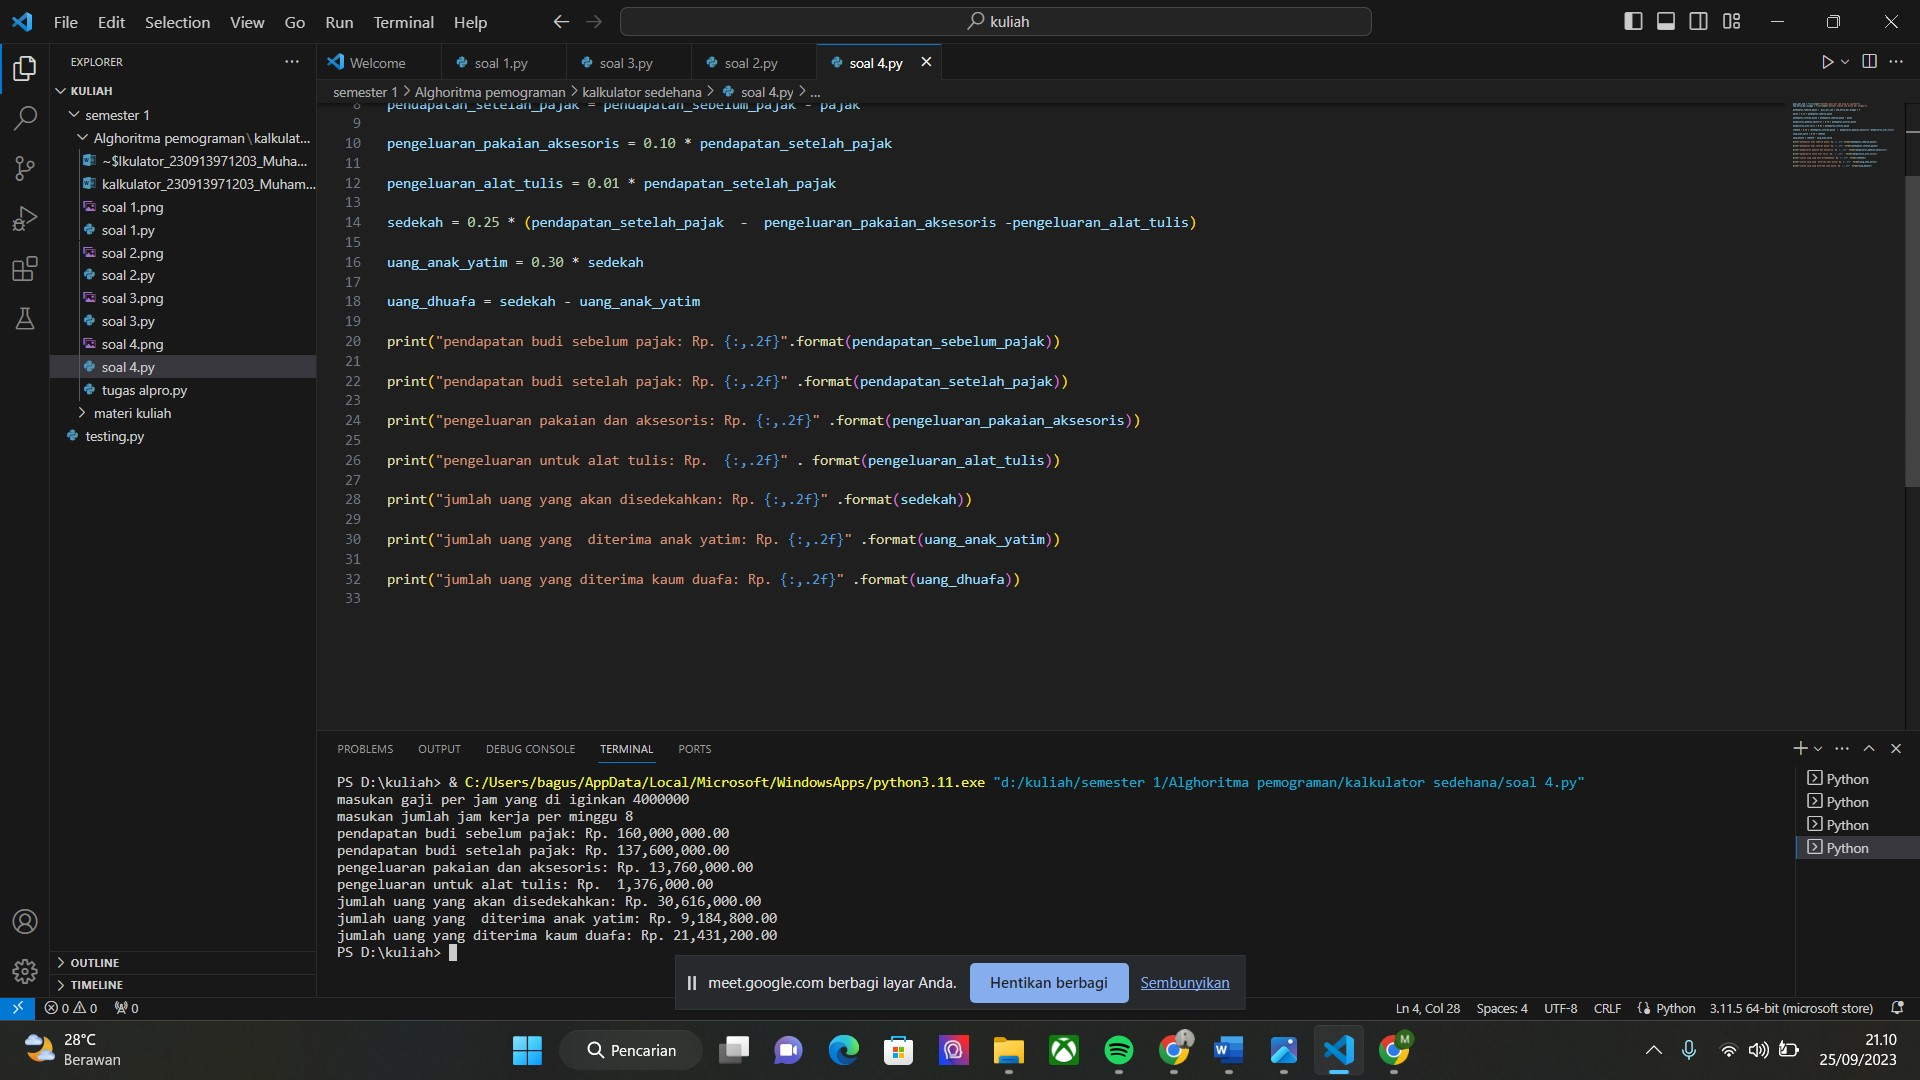 File Edit Selection View Go Run Terminal Help
kuliah
EXPLORER
KULIAH
semester 1
Alghoritma pemograman\kalkulat...
~$lkulator_230913971203_Muha...
kalkulator_230913971203_Muham...
soal 1.png
soal 1.py
soal 2.png
soal 2.py
soal 3.png
soal 3.py
soal 4.png
soal 4.py
tugas alpro.py
materi kuliah
testing.py
OUTLINE
TIMELINE
Welcome soal 1.py soal 3.py soal 2.py soal 4.py
semester 1 > Alghoritma pemograman > kalkulator sedehana > soal 4.py > ...
8 pendapatan_setelah_pajak = pendapatan_sebelum_pajak - pajak
9
10 pengeluaran_pakaian_aksesoris = 0.10 * pendapatan_setelah_pajak
11
12 pengeluaran_alat_tulis = 0.01 * pendapatan_setelah_pajak
13
14 sedekah = 0.25 * (pendapatan_setelah_pajak  -  pengeluaran_pakaian_aksesoris -pengeluaran_alat_tulis)
15
16 uang_anak_yatim = 0.30 * sedekah
17
18 uang_dhuafa = sedekah - uang_anak_yatim
19
20 print("pendapatan budi sebelum pajak: Rp. {:,.2f}".format(pendapatan_sebelum_pajak))
21
22 print("pendapatan budi setelah pajak: Rp. {:,.2f}" .format(pendapatan_setelah_pajak))
23
24 print("pengeluaran pakaian dan aksesoris: Rp. {:,.2f}" .format(pengeluaran_pakaian_aksesoris))
25
26 print("pengeluaran untuk alat tulis: Rp.  {:,.2f}" . format(pengeluaran_alat_tulis))
27
28 print("jumlah uang yang akan disedekahkan: Rp. {:,.2f}" .format(sedekah))
29
30 print("jumlah uang yang  diterima anak yatim: Rp. {:,.2f}" .format(uang_anak_yatim))
31
32 print("jumlah uang yang diterima kaum duafa: Rp. {:,.2f}" .format(uang_dhuafa))
33
PROBLEMS OUTPUT DEBUG CONSOLE TERMINAL PORTS
PS D:\kuliah> & C:/Users/bagus/AppData/Local/Microsoft/WindowsApps/python3.11.exe "d:/kuliah/semester 1/Alghoritma pemograman/kalkulator sedehana/soal 4.py"
masukan gaji per jam yang di iginkan 4000000
masukan jumlah jam kerja per minggu 8
pendapatan budi sebelum pajak: Rp. 160,000,000.00
pendapatan budi setelah pajak: Rp. 137,600,000.00
pengeluaran pakaian dan aksesoris: Rp. 13,760,000.00
pengeluaran untuk alat tulis: Rp.  1,376,000.00
jumlah uang yang akan disedekahkan: Rp. 30,616,000.00
jumlah uang yang  diterima anak yatim: Rp. 9,184,800.00
jumlah uang yang diterima kaum duafa: Rp. 21,431,200.00
PS D:\kuliah>
Python
Python
Python
Python
meet.google.com berbagi layar Anda. Hentikan berbagi Sembunyikan
0 0 0 Ln 4, Col 28 Spaces: 4 UTF-8 CRLF {} Python 3.11.5 64-bit (microsoft store)
28°C
Berawan
Pencarian
M
21.10
25/09/2023